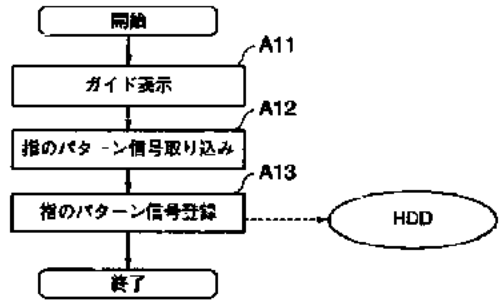 開始
A11
ガイド表示
A12
指のパターン信号取り込み
A13
指のパターン信号登録
HDD
終了